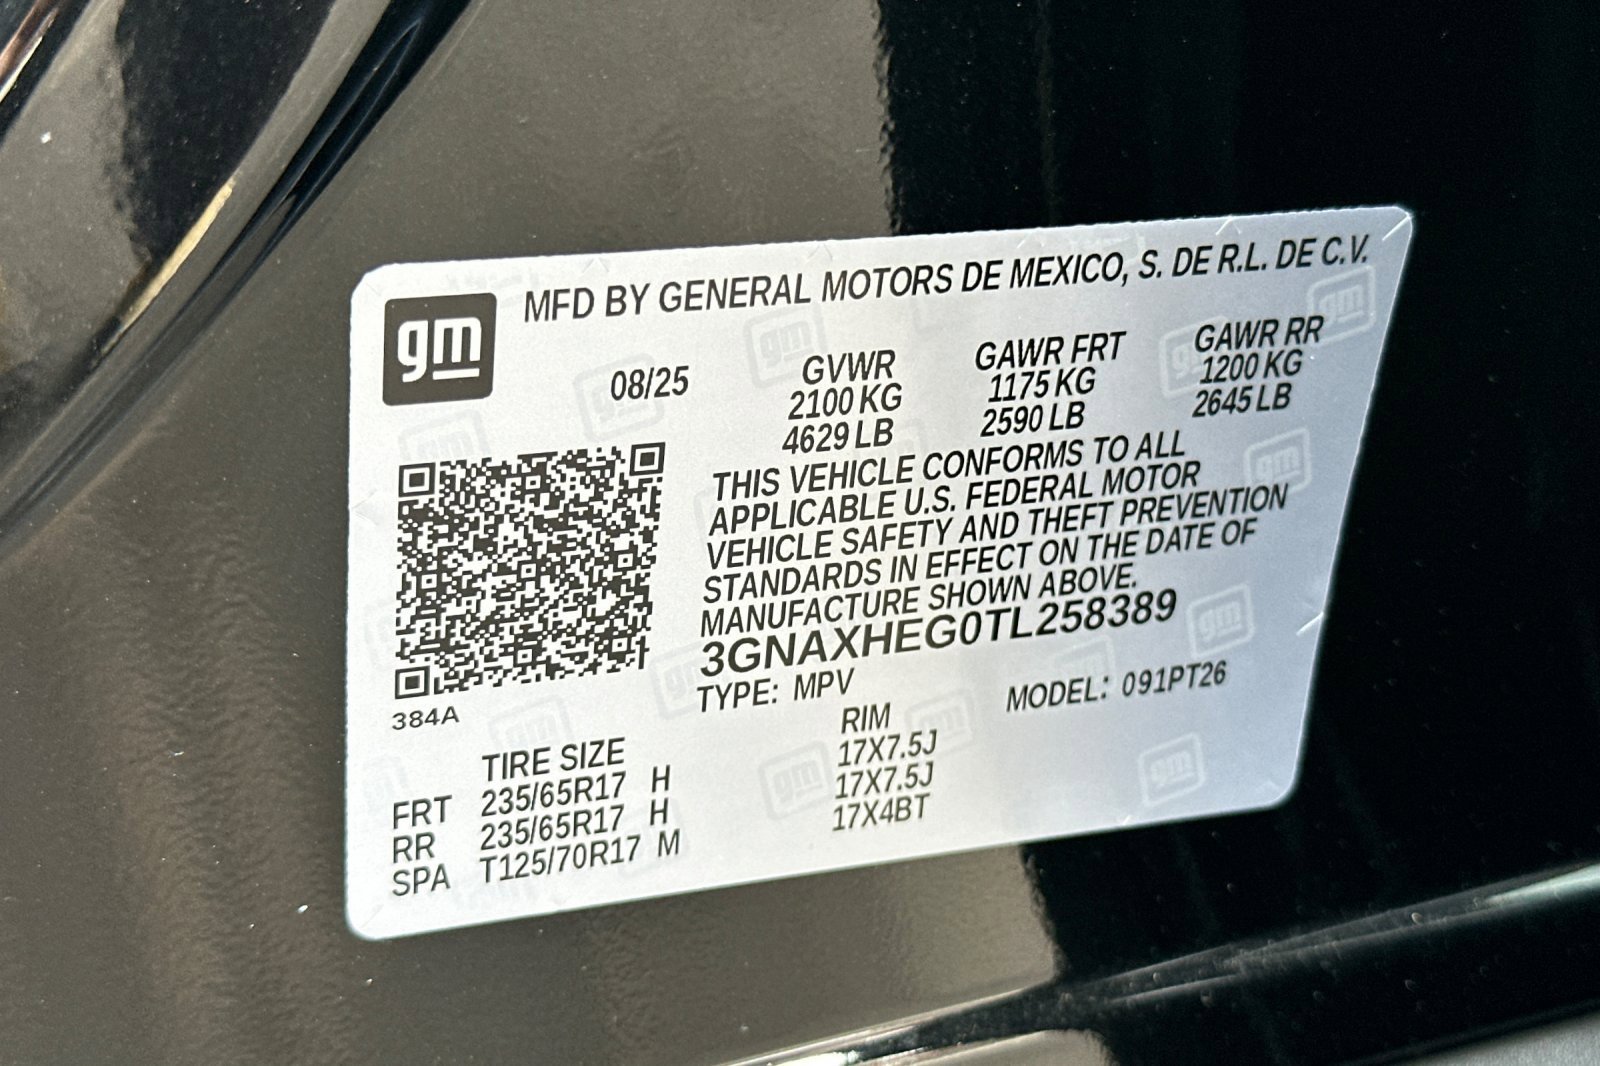 gm
MFD BY GENERAL MOTORS DE MEXICO, S. DE R.L. DE C.V.
08/25
GVWR
2100 KG
4629 LB
GAWR FRT
1175 KG
2590 LB
GAWR RR
1200 KG
2645 LB
THIS VEHICLE CONFORMS TO ALL
APPLICABLE U.S. FEDERAL MOTOR
VEHICLE SAFETY AND THEFT PREVENTION
STANDARDS IN EFFECT ON THE DATE OF
MANUFACTURE SHOWN ABOVE.
3GNAXHEG0TL258389
TYPE: MPV MODEL: 091PT26
384A
TIRE SIZE RIM
FRT 235/65R17 H 17X7.5J
RR 235/65R17 H 17X7.5J
SPA T125/70R17 M 17X4BT